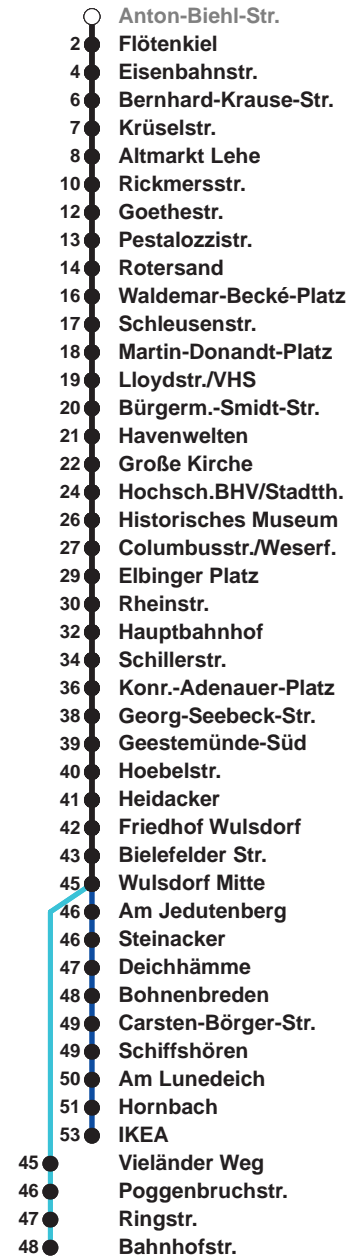 Anton-Biehl-Str.
2 Flötenkiel
4 Eisenbahnstr.
6 Bernhard-Krause-Str.
7 Krüselstr.
8 Altmarkt Lehe
10 Rickmersstr.
12 Goethestr.
13 Pestalozzistr.
14 Rotersand
16 Waldemar-Becké-Platz
17 Schleusenstr.
18 Martin-Donandt-Platz
19 Lloydstr./VHS
20 Bürgerm.-Smidt-Str.
21 Havenwelten
22 Große Kirche
24 Hochsch.BHV/Stadtth.
26 Historisches Museum
27 Columbusstr./Weserf.
29 Elbinger Platz
30 Rheinstr.
32 Hauptbahnhof
34 Schillerstr.
36 Konr.-Adenauer-Platz
38 Georg-Seebeck-Str.
39 Geestemünde-Süd
40 Hoebelstr.
41 Heidacker
42 Friedhof Wulsdorf
43 Bielefelder Str.
45 Wulsdorf Mitte
46 Am Jedutenberg
46 Steinacker
47 Deichhämme
48 Bohnenbreden
49 Carsten-Börger-Str.
49 Schiffshören
50 Am Lunedeich
51 Hornbach
53 IKEA
45 Vieländer Weg
46 Poggenbruchstr.
47 Ringstr.
48 Bahnhofstr.